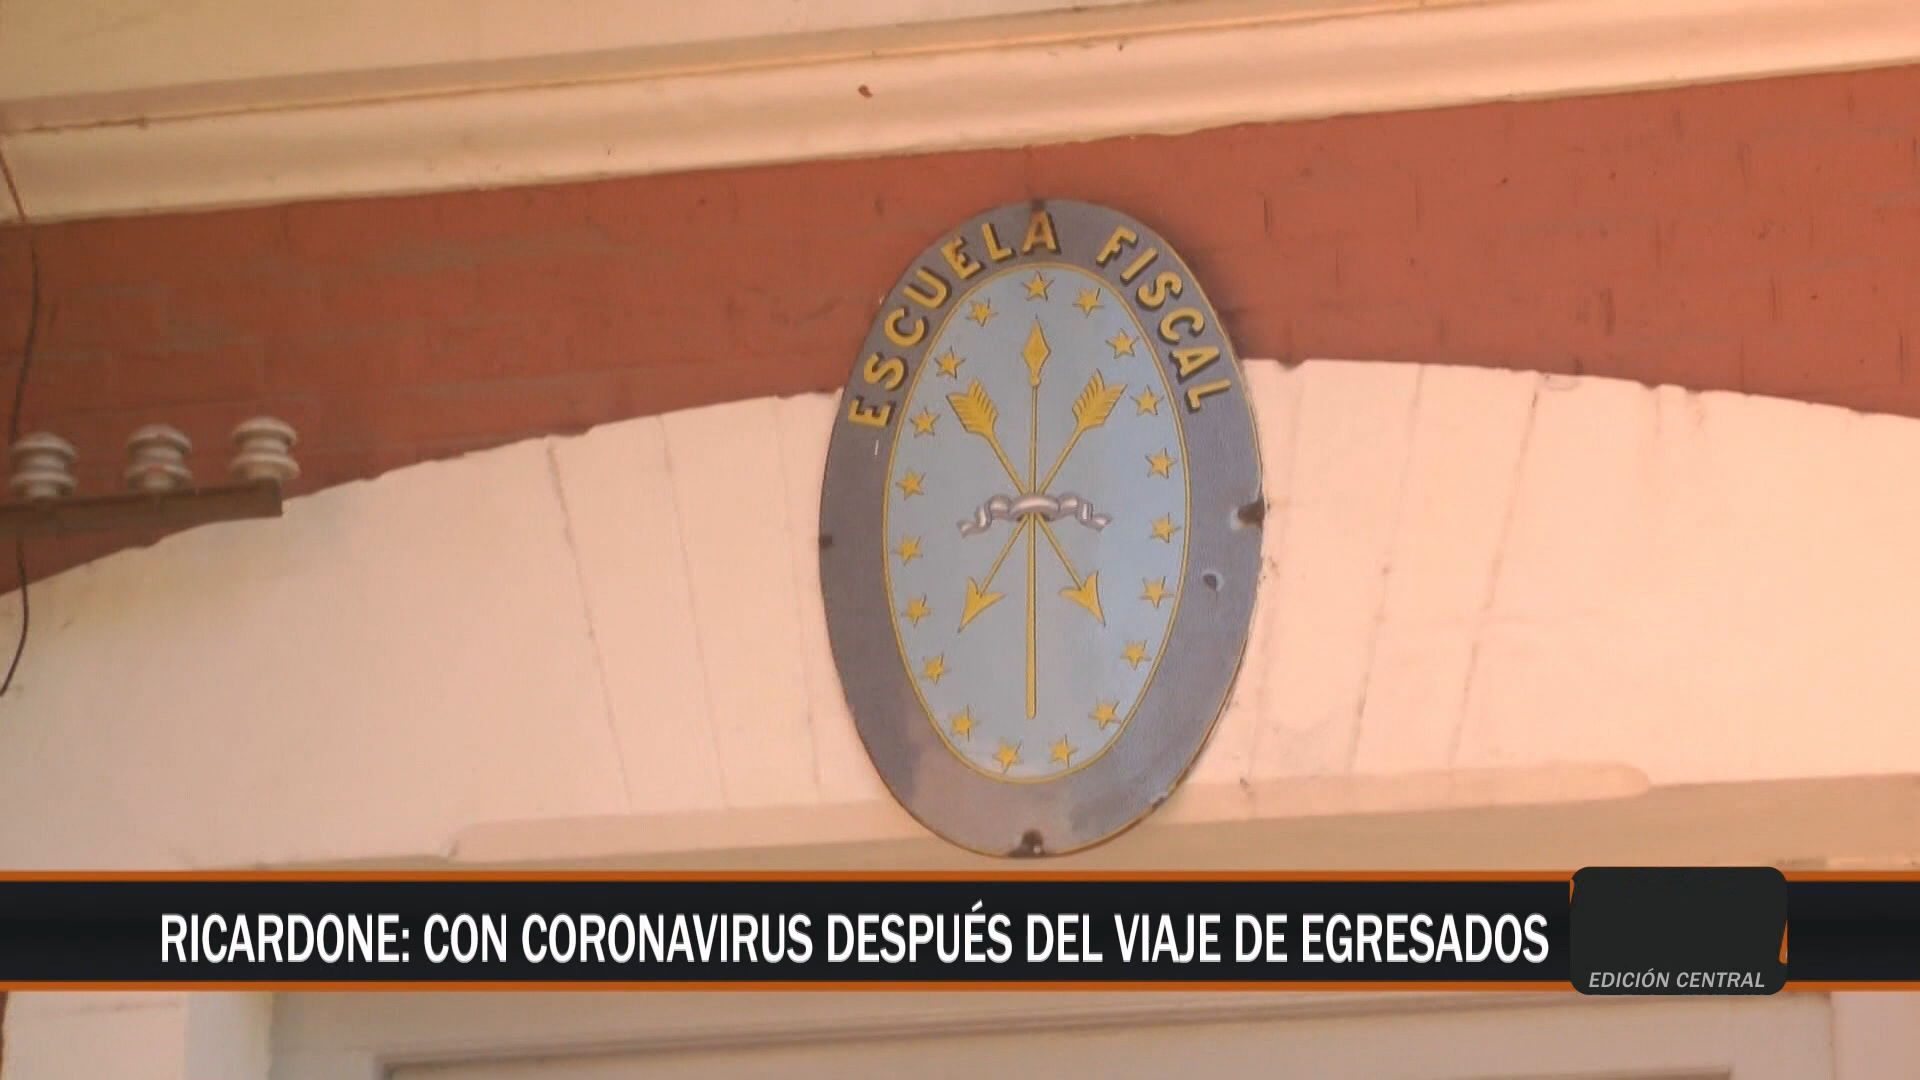 ESCUELA FISCAL
RICARDONE: CON CORONAVIRUS DESPUÉS DEL VIAJE DE EGRESADOS
EDICIÓN CENTRAL